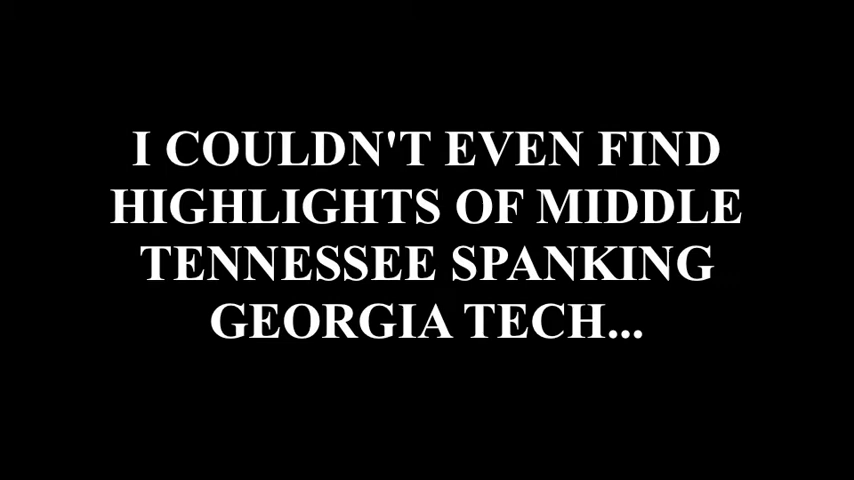 I COULDN'T EVEN FIND
HIGHLIGHTS OF MIDDLE
TENNESSEE SPANKING
GEORGIA TECH...